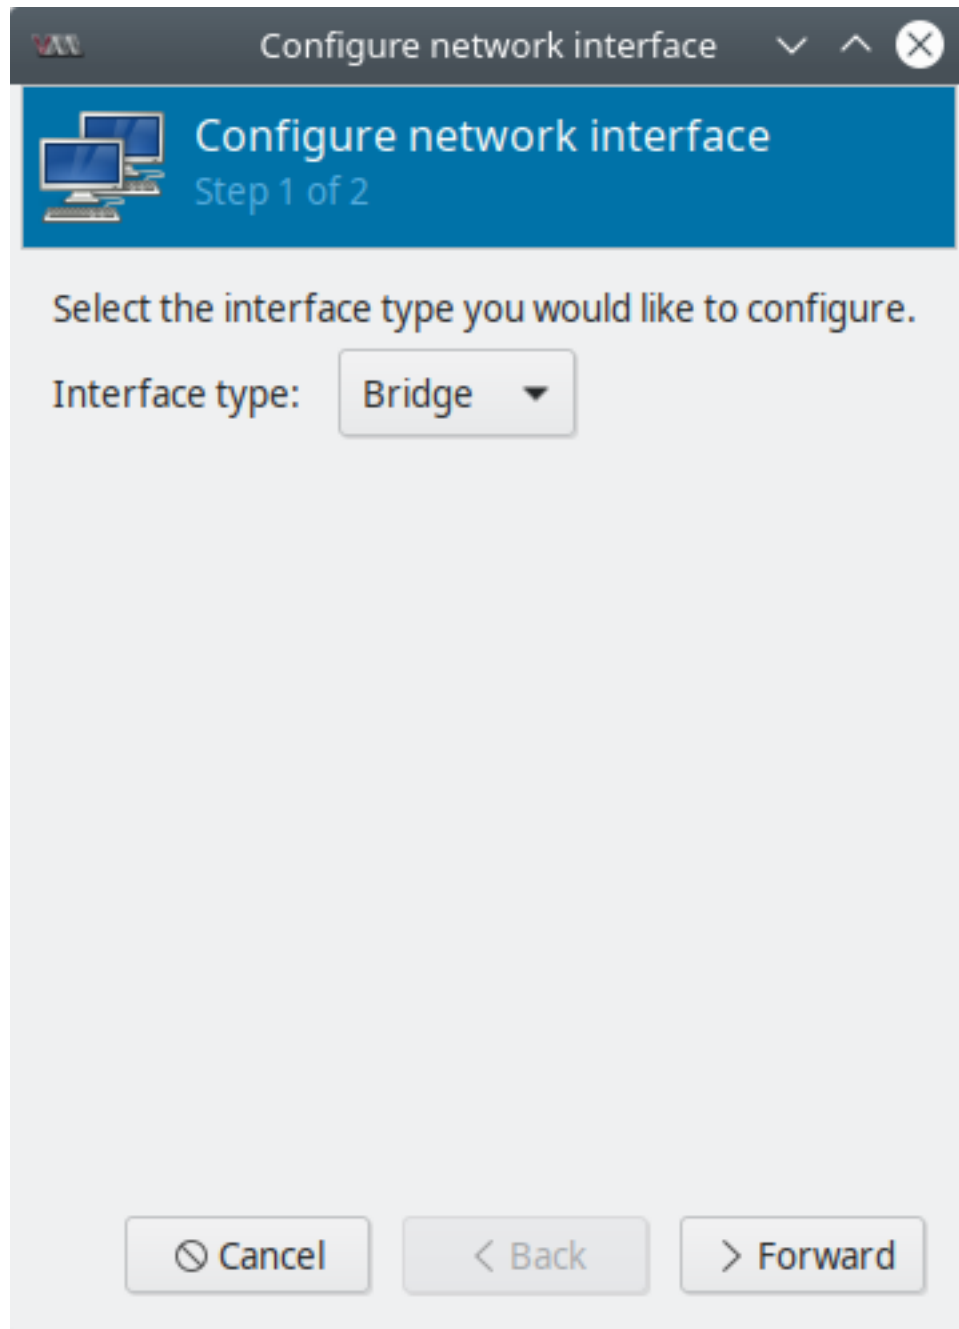 Configure network interface
Configure network interface
Step 1 of 2
Select the interface type you would like to configure.
Interface type: Bridge
Cancel < Back > Forward